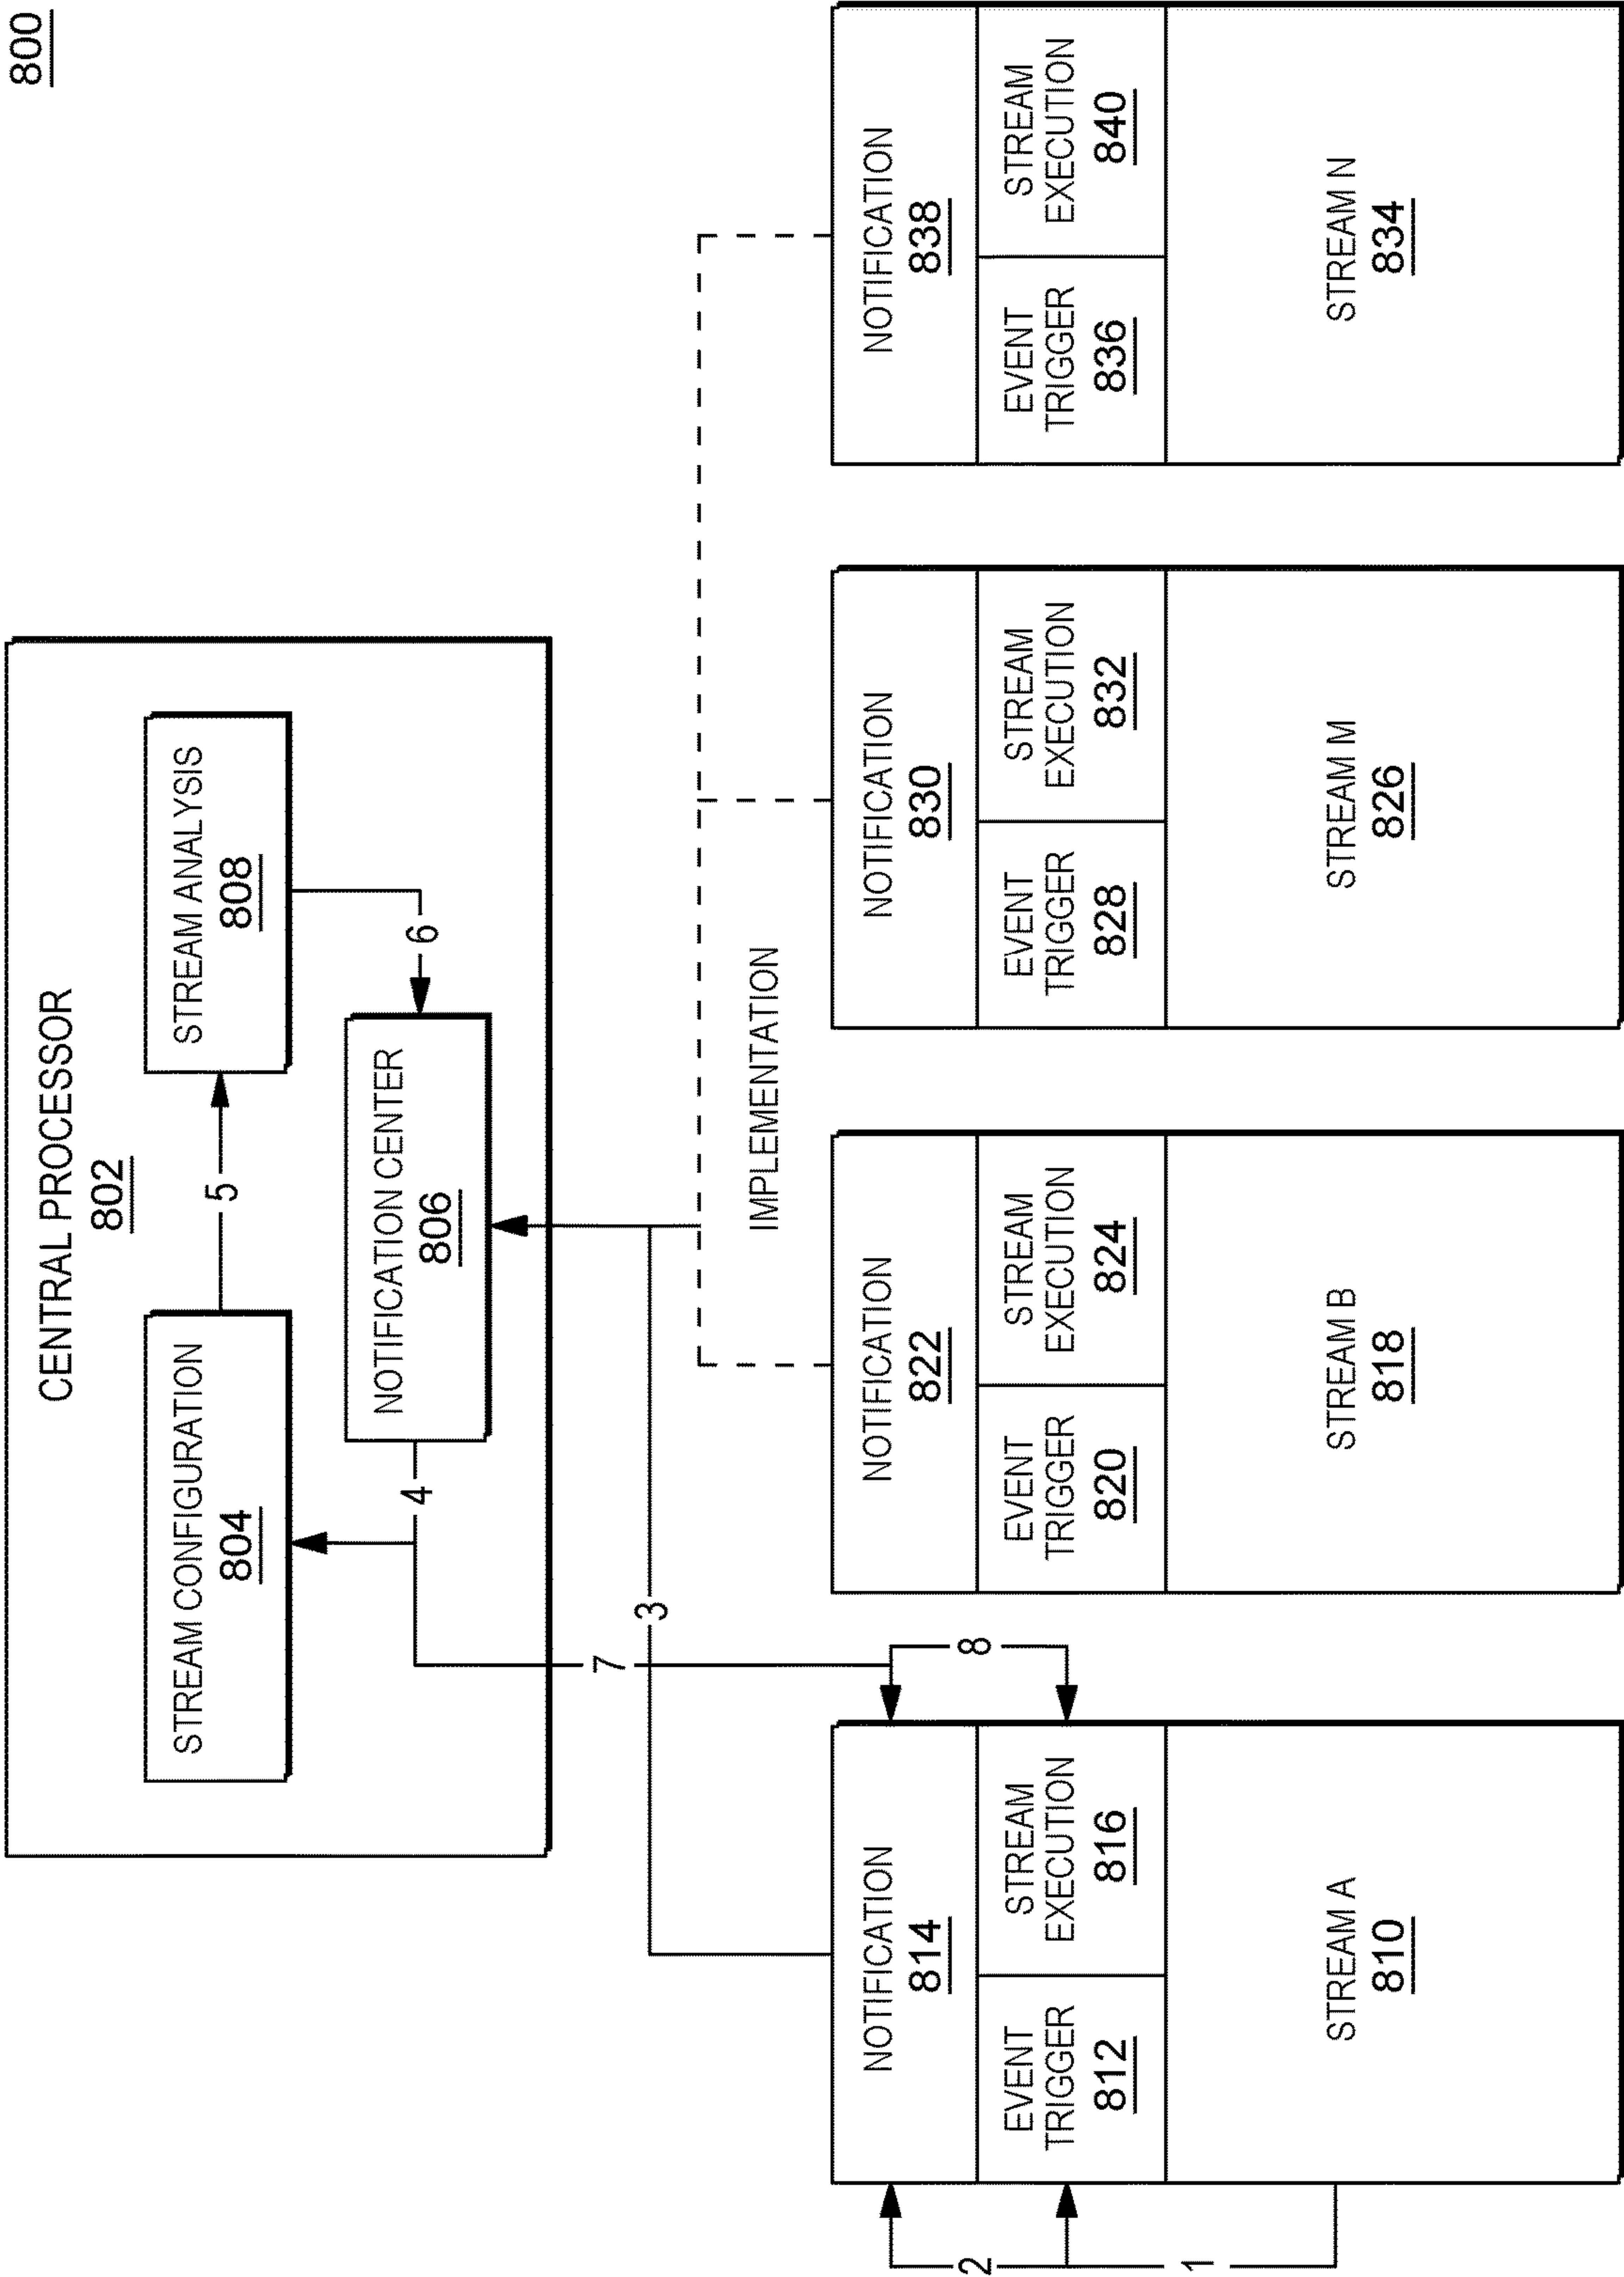 800
CENTRAL PROCESSOR
802
STREAM CONFIGURATION
804
5
STREAM ANALYSIS
808
4
NOTIFICATION CENTER
806
6
7
3
IMPLEMENTATION
NOTIFICATION
814
EVENT
TRIGGER
812
STREAM
EXECUTION
816
STREAM A
810
2
1
8
NOTIFICATION
822
EVENT
TRIGGER
820
STREAM
EXECUTION
824
STREAM B
818
NOTIFICATION
830
EVENT
TRIGGER
828
STREAM
EXECUTION
832
STREAM M
826
NOTIFICATION
838
EVENT
TRIGGER
836
STREAM
EXECUTION
840
STREAM N
834